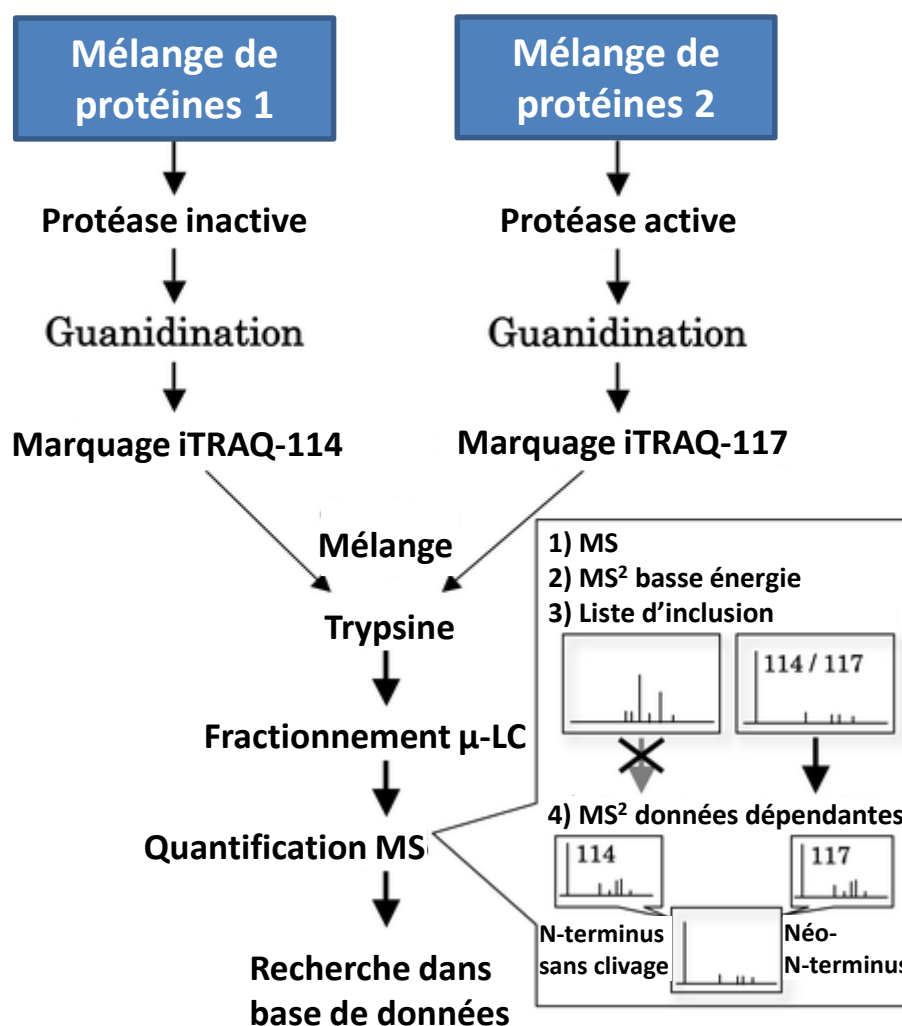 Mélange de
protéines 1
Mélange de
protéines 2
Protéase inactive
Protéase active
Guanidination
Guanidination
Marquage iTRAQ-114
Marquage iTRAQ-117
Mélange
Trypsine
Fractionnement µ-LC
Quantification MS
Recherche dans
base de données
1) MS
2) MS² basse énergie
3) Liste d’inclusion
114 / 117
4) MS² données dépendantes
114
117
N-terminus
sans clivage
Néo-
N-terminus